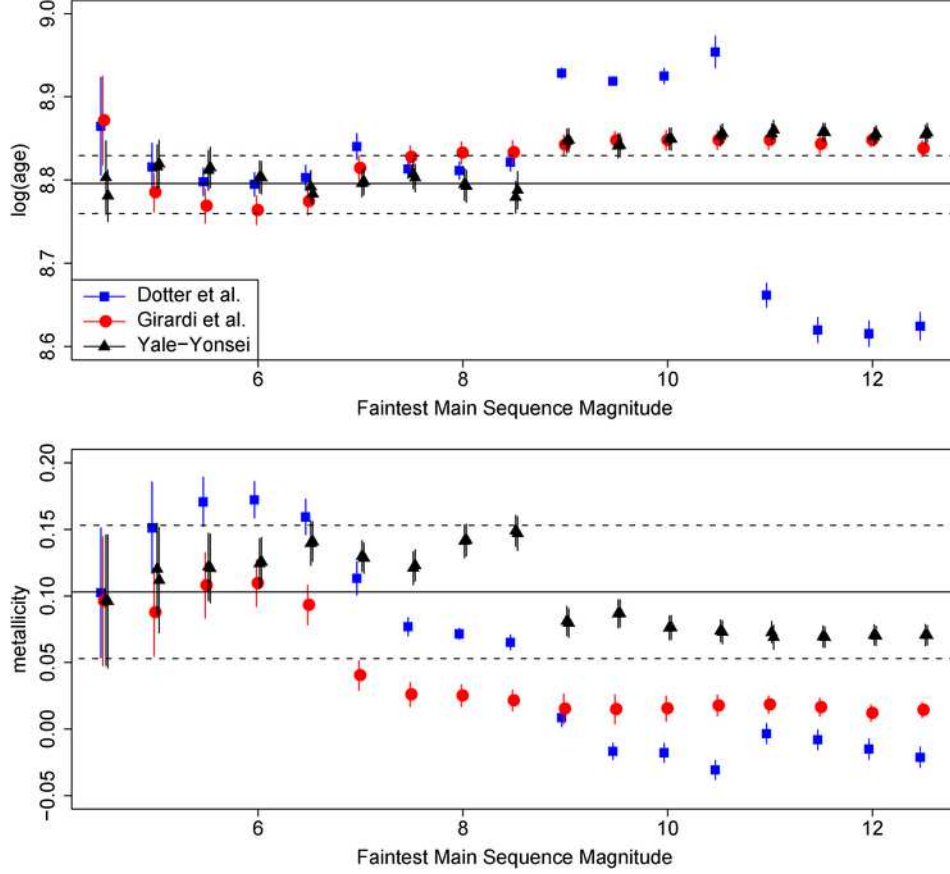 9.0
8.9
8.8
8.7
8.6
log(age)
Dotter et al.
Girardi et al.
Yale−Yonsei
6 8 10 12
Faintest Main Sequence Magnitude
0.20
0.15
0.10
0.05
0.00
−0.05
metallicity
6 8 10 12
Faintest Main Sequence Magnitude